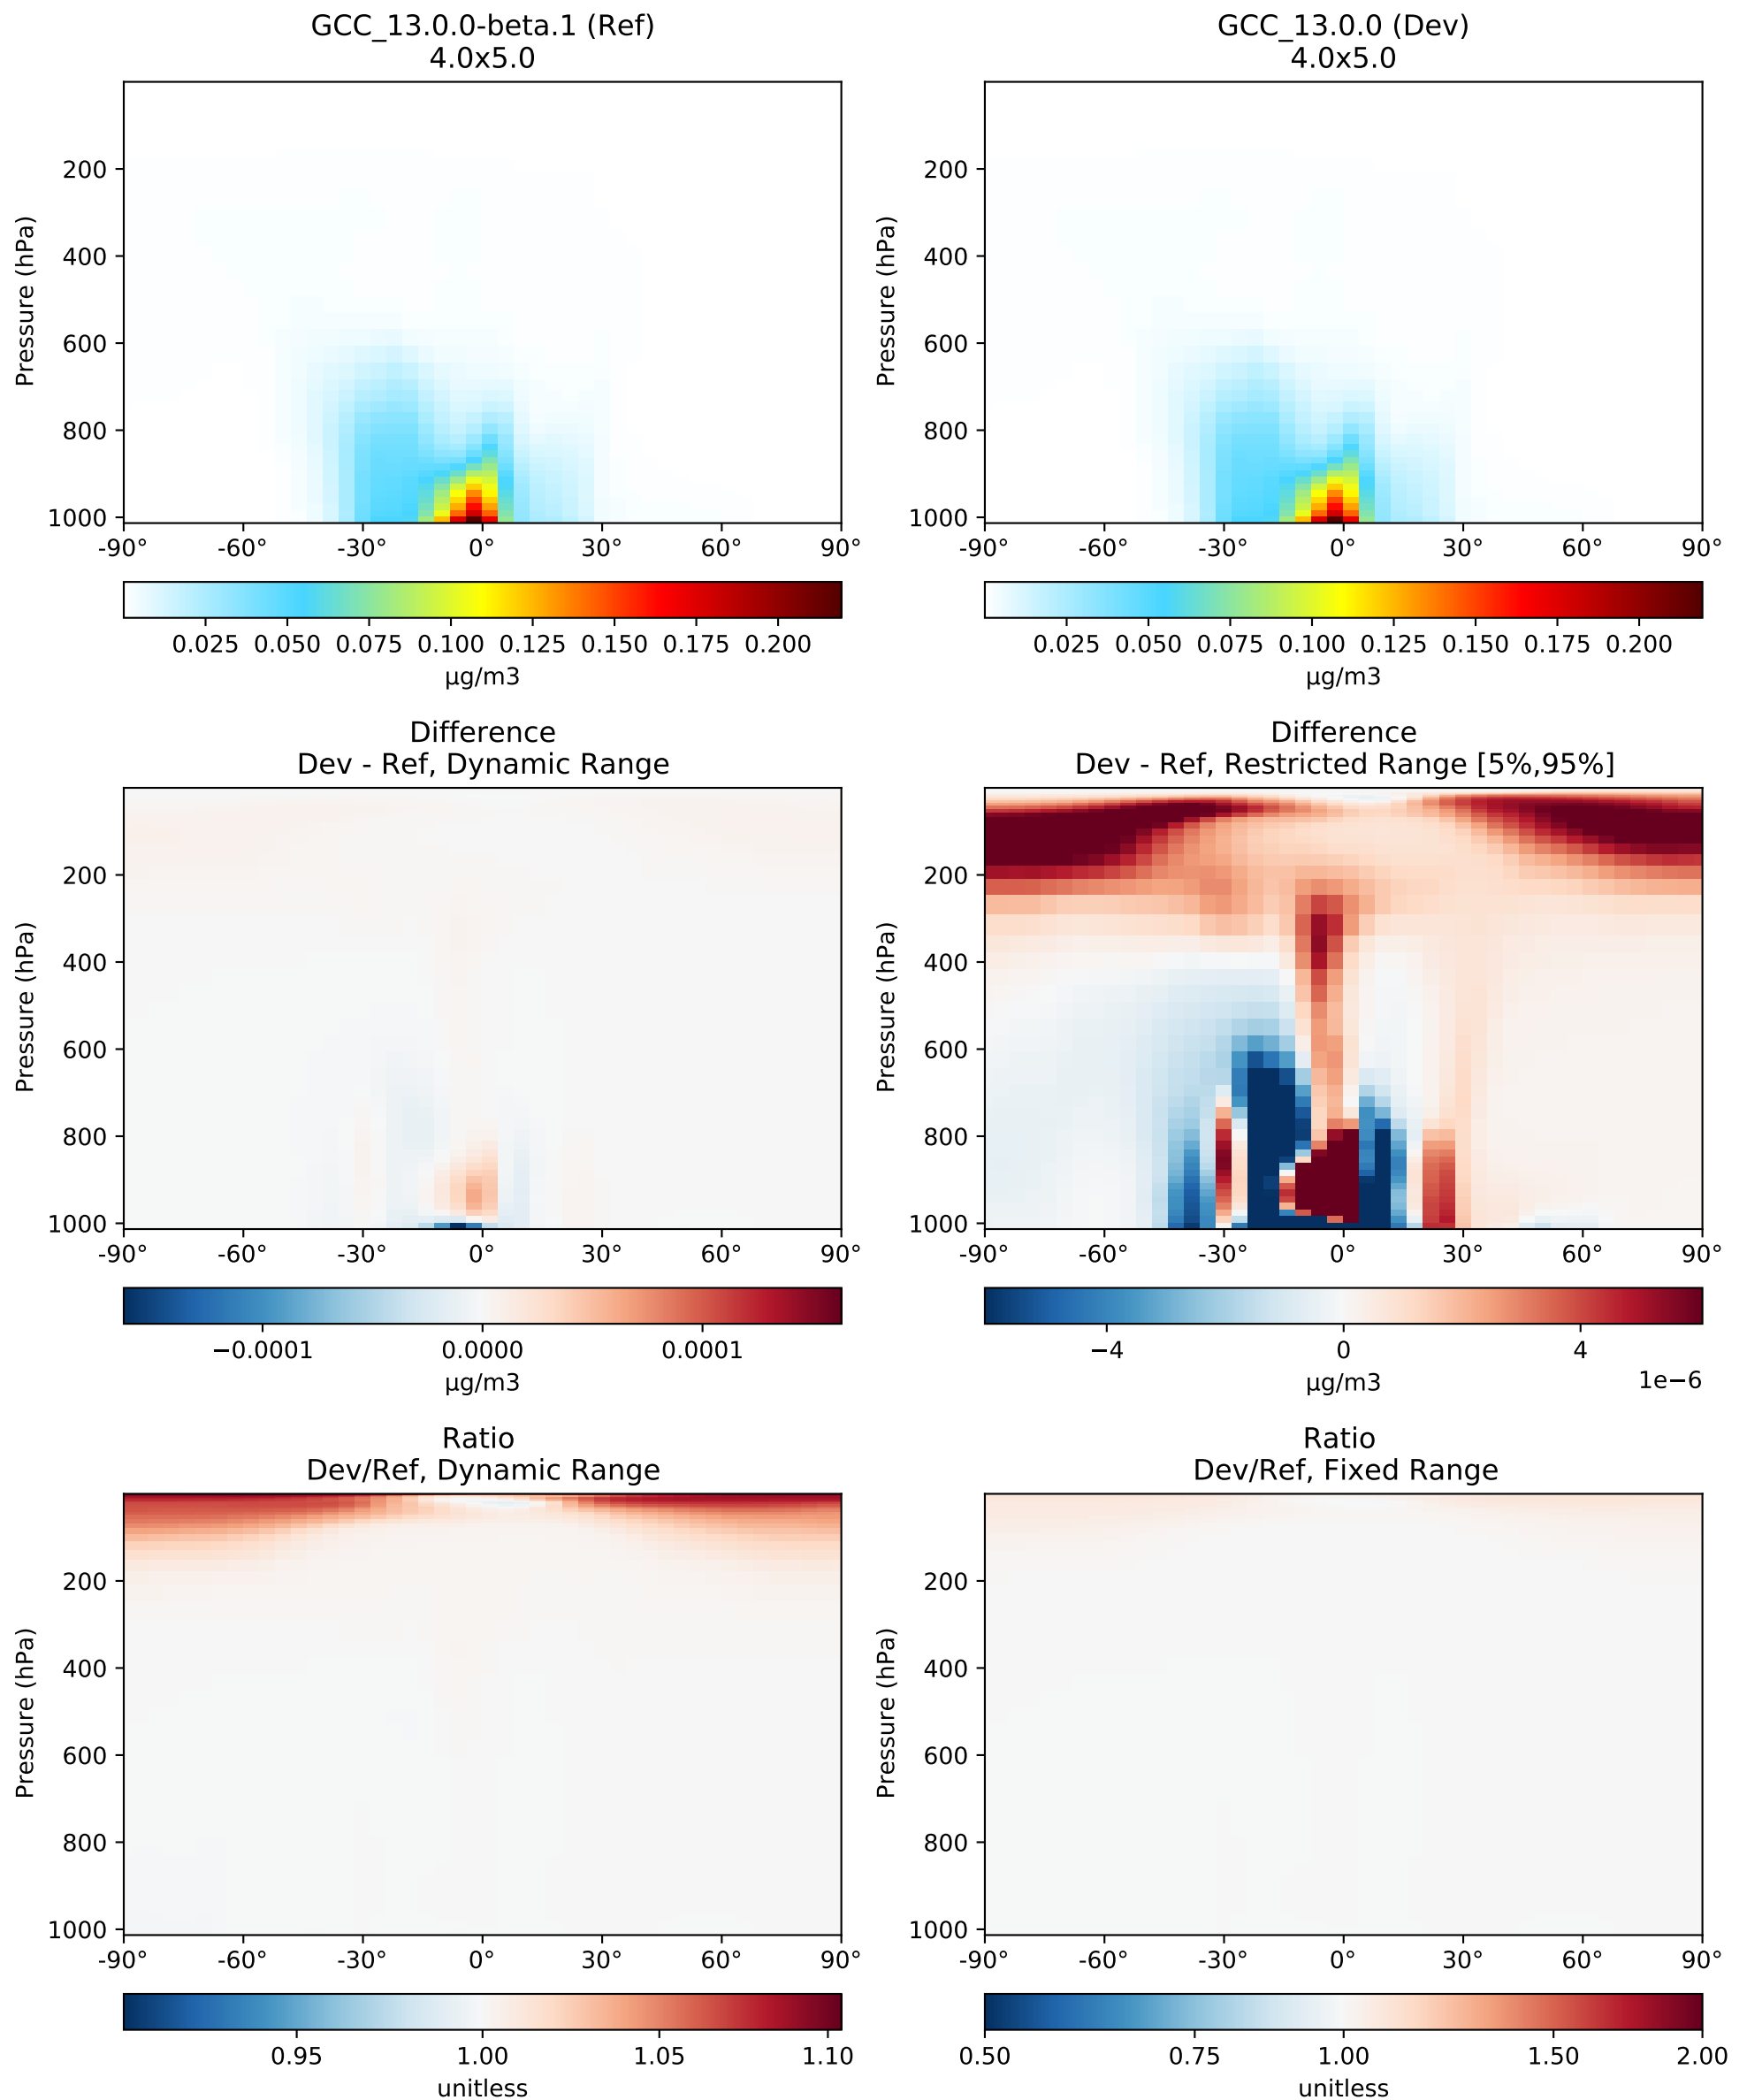 GCC_13.0.0-beta.1 (Ref)
4.0x5.0
GCC_13.0.0 (Dev)
4.0x5.0
Pressure (hPa)
200
400
600
800
1000
-90° -60° -30° 0° 30° 60° 90°
0.025 0.050 0.075 0.100 0.125 0.150 0.175 0.200
µg/m3
Pressure (hPa)
200
400
600
800
1000
-90° -60° -30° 0° 30° 60° 90°
0.025 0.050 0.075 0.100 0.125 0.150 0.175 0.200
µg/m3
Difference
Dev - Ref, Dynamic Range
Pressure (hPa)
200
400
600
800
1000
-90° -60° -30° 0° 30° 60° 90°
−0.0001 0.0000 0.0001
µg/m3
Difference
Dev - Ref, Restricted Range [5%,95%]
Pressure (hPa)
200
400
600
800
1000
-90° -60° -30° 0° 30° 60° 90°
−4 0 4
1e−6
µg/m3
Ratio
Dev/Ref, Dynamic Range
Pressure (hPa)
200
400
600
800
1000
-90° -60° -30° 0° 30° 60° 90°
0.95 1.00 1.05 1.10
unitless
Ratio
Dev/Ref, Fixed Range
Pressure (hPa)
200
400
600
800
1000
-90° -60° -30° 0° 30° 60° 90°
0.50 0.75 1.00 1.50 2.00
unitless